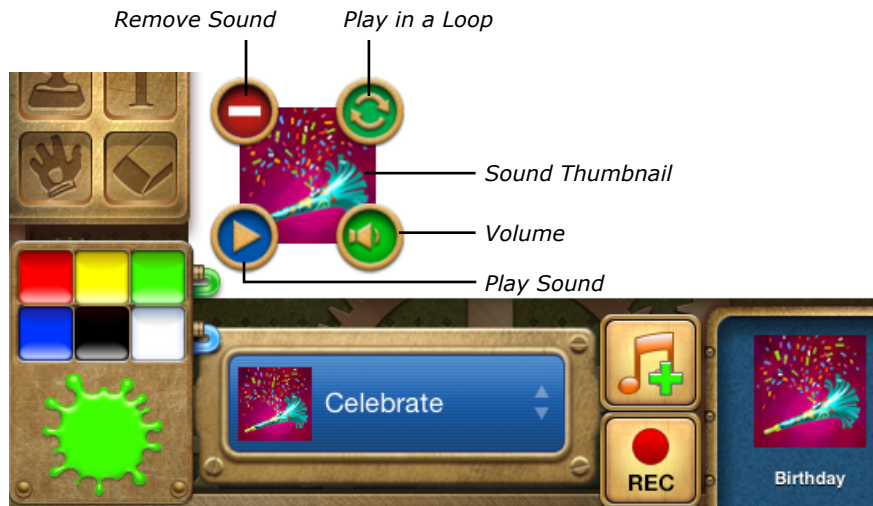 Remove Sound
Play in a Loop
Sound Thumbnail
Volume
Play Sound
Celebrate
REC
Birthday